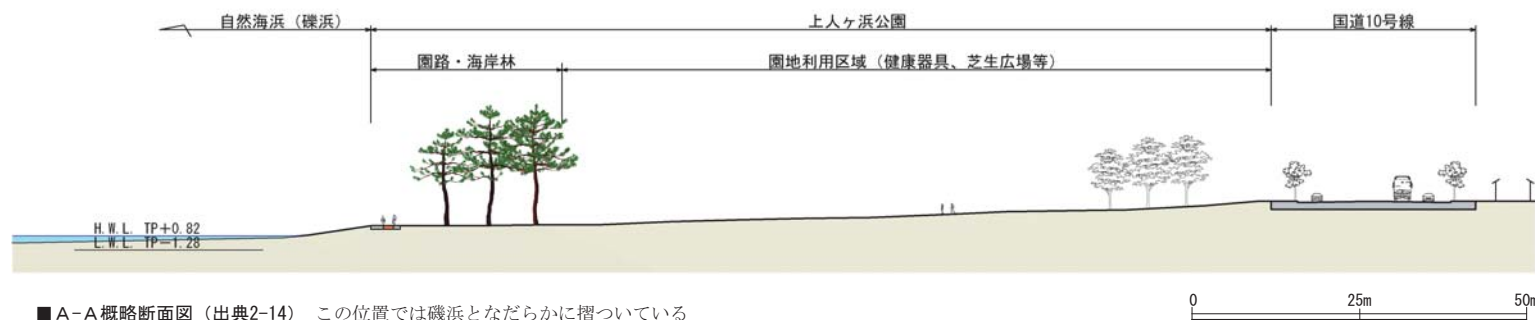 自然海浜（礫浜） 上人ヶ浜公園 国道10号線
園路・海岸林 園地利用区域（健康器具、芝生広場等）
H.W.L. TP+0.82
L.W.L. TP-1.28
■A-A概略断面図（出典2-14） この位置では磯浜となだらかに摺ついている
0 25m 50m